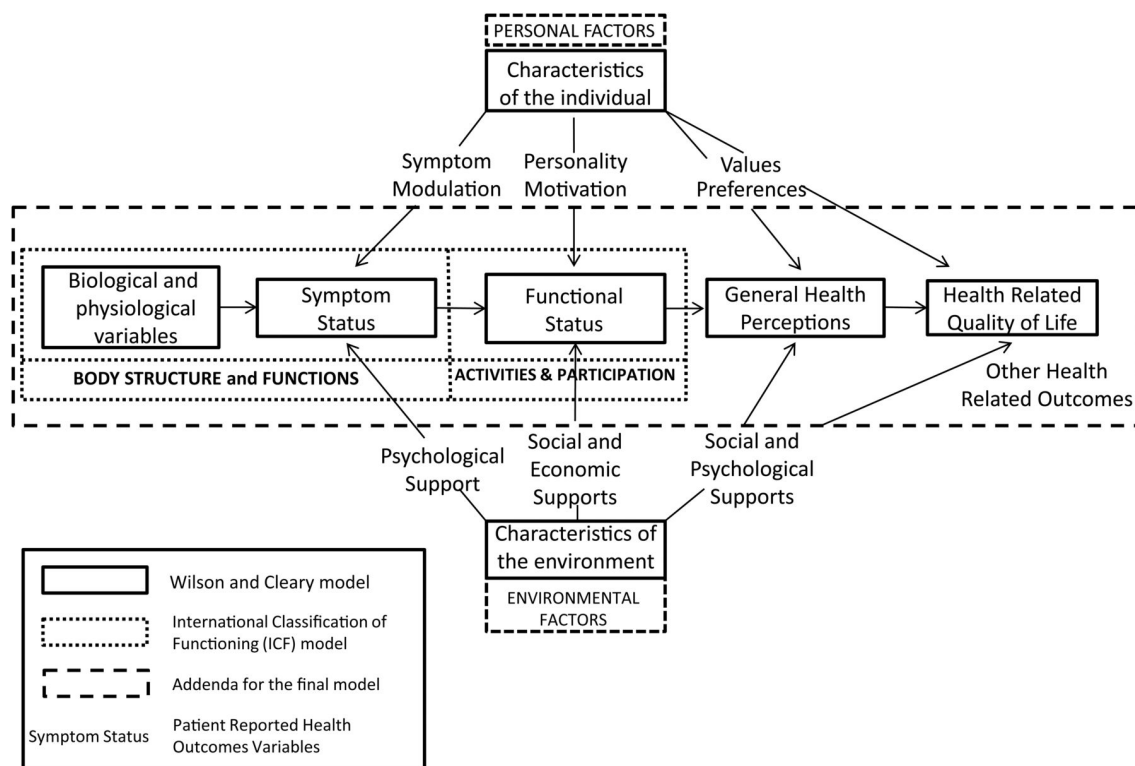 PERSONAL FACTORS
Characteristics
of the individual
Symptom
Modulation
Personality
Motivation
Values
Preferences
Biological and
physiological
variables
Symptom
Status
Functional
Status
General Health
Perceptions
Health Related
Quality of Life
BODY STRUCTURE and FUNCTIONS
ACTIVITIES & PARTICIPATION
Other Health
Related Outcomes
Psychological
Support
Social and
Economic
Supports
Social and
Psychological
Supports
Characteristics of
the environment
ENVIRONMENTAL
FACTORS
Wilson and Cleary model
International Classification of
Functioning (ICF) model
Addenda for the final model
Symptom Status
Patient Reported Health
Outcomes Variables